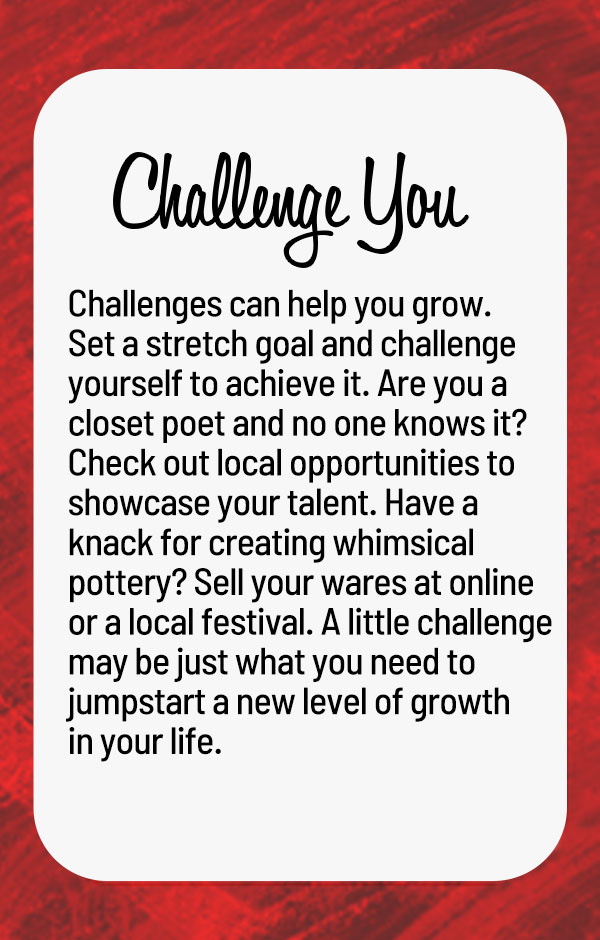 Challenge You
Challenges can help you grow.
Set a stretch goal and challenge
yourself to achieve it. Are you a
closet poet and no one knows it?
Check out local opportunities to
showcase your talent. Have a
knack for creating whimsical
pottery? Sell your wares at online
or a local festival. A little challenge
may be just what you need to
jumpstart a new level of growth
in your life.